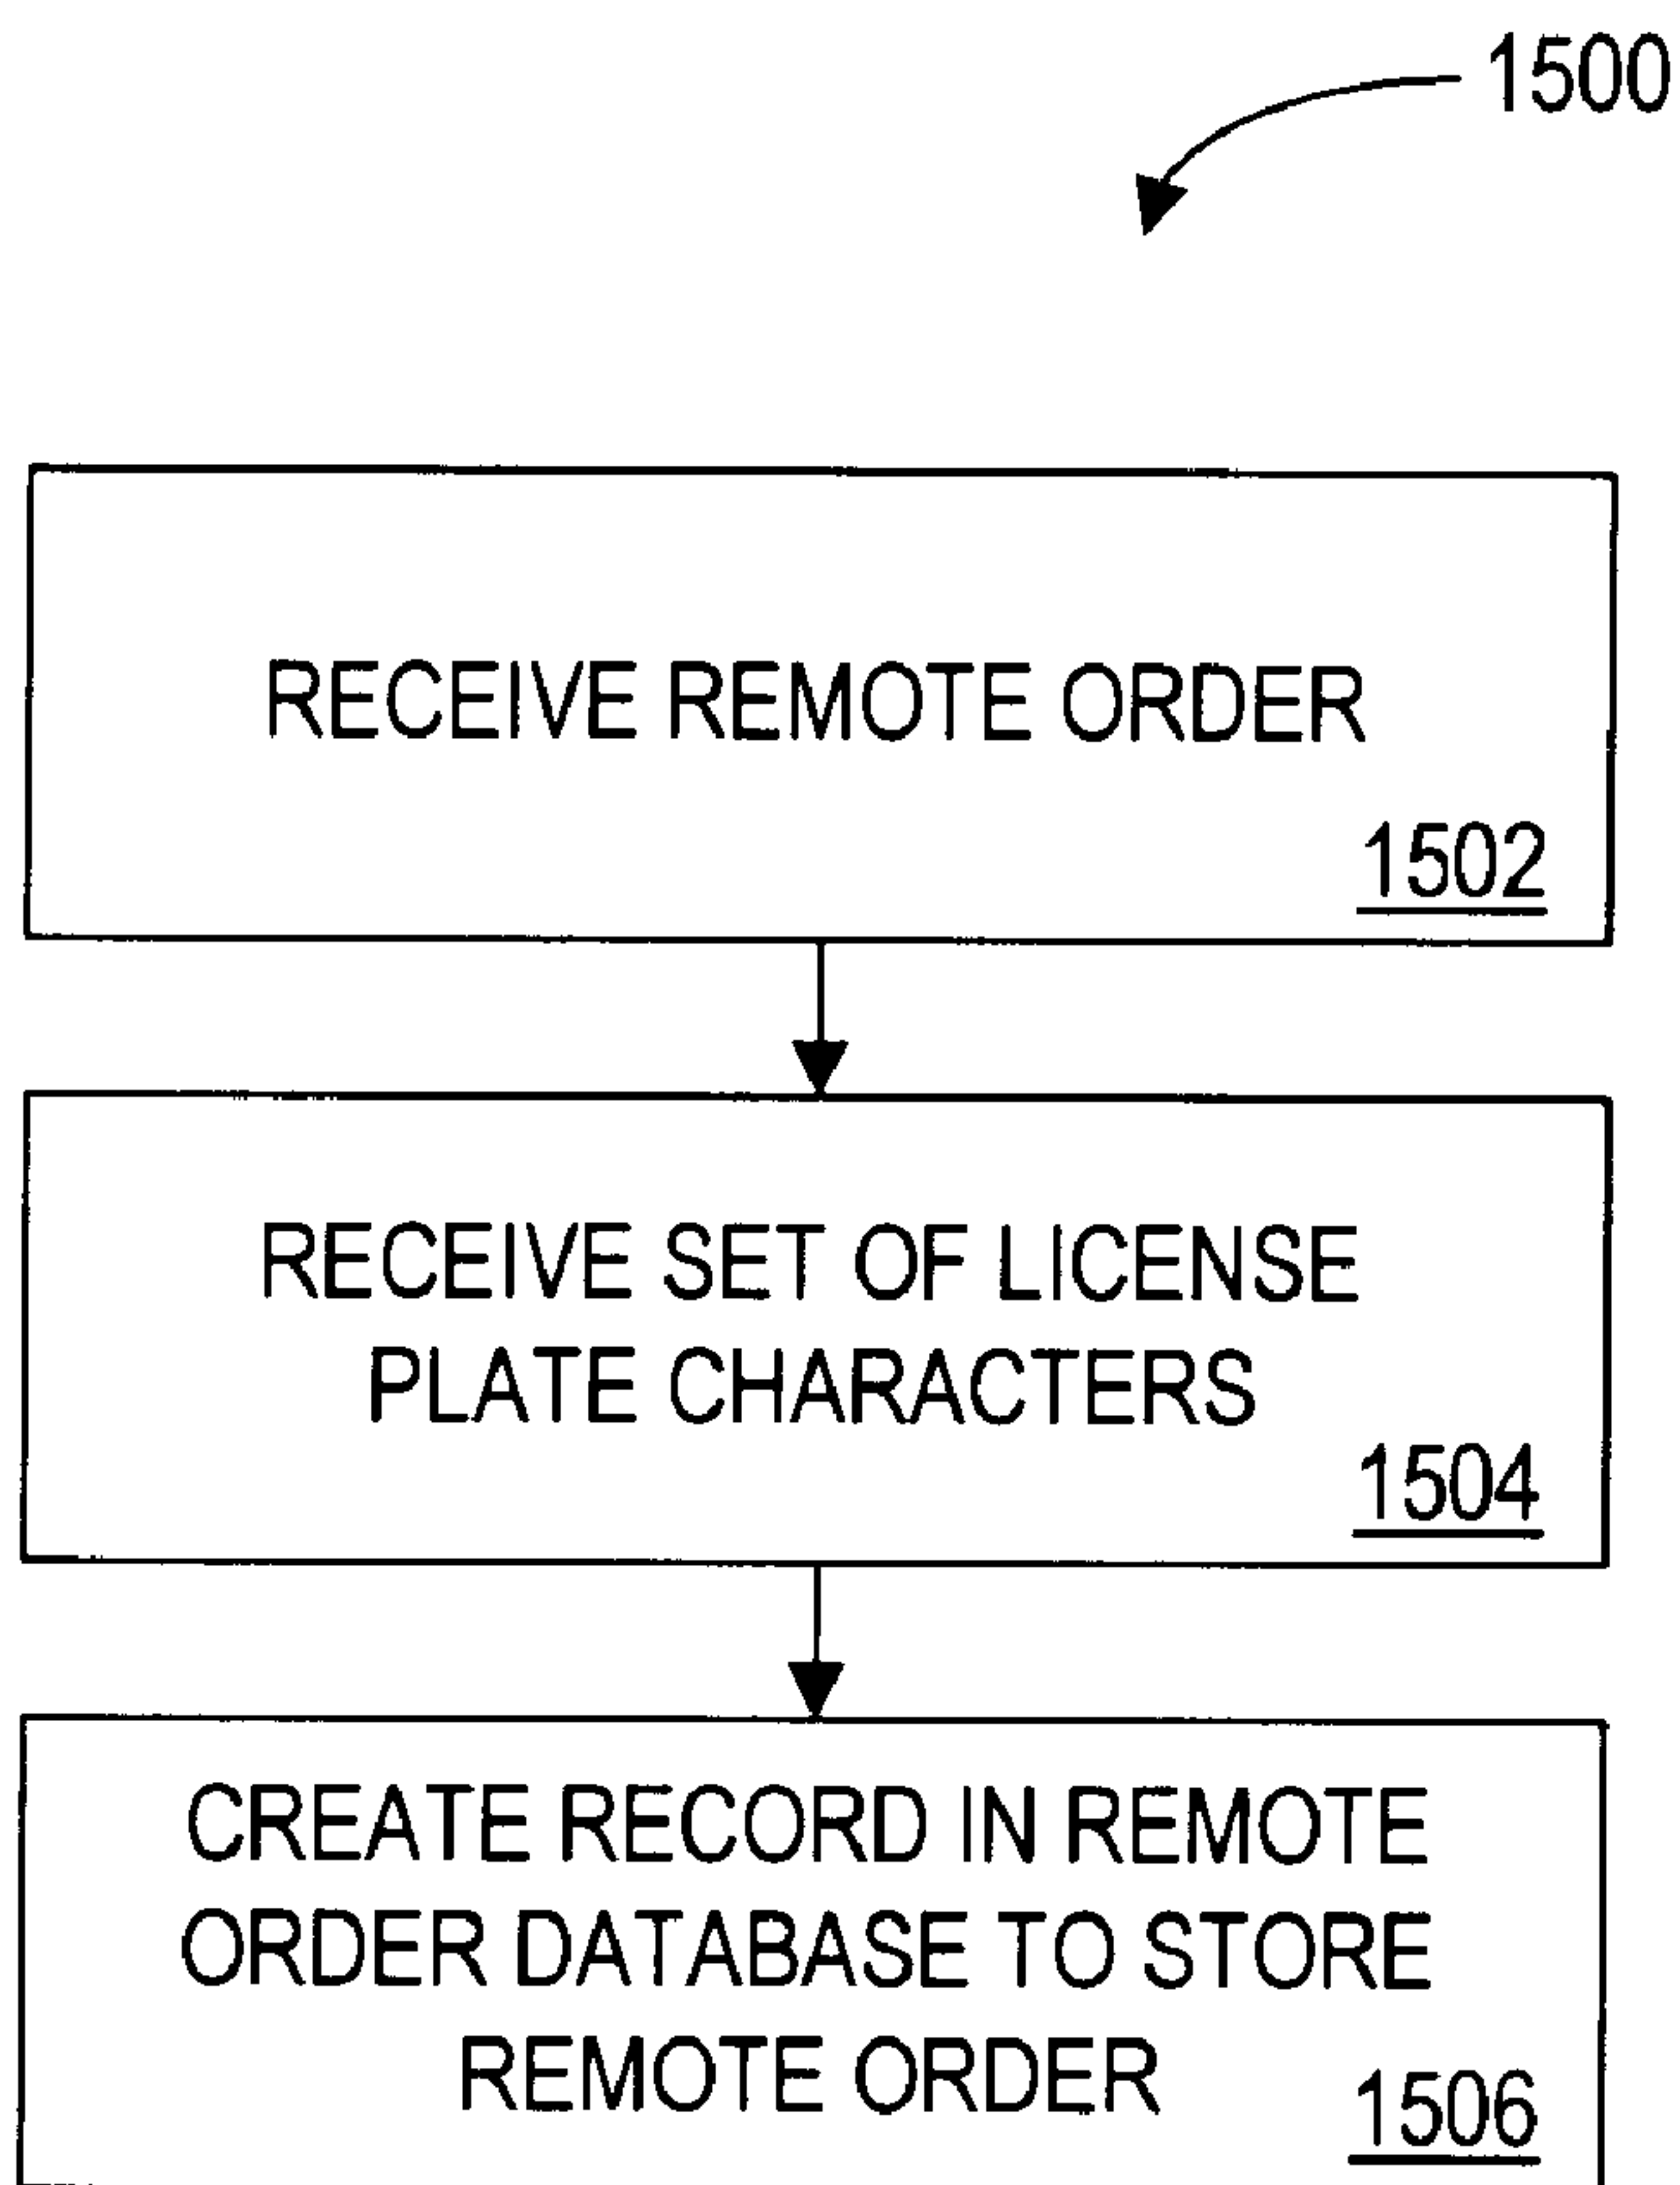 1500
RECEIVE REMOTE ORDER
1502
RECEIVE SET OF LICENSE
PLATE CHARACTERS
1504
CREATE RECORD IN REMOTE
ORDER DATABASE TO STORE
REMOTE ORDER
1506